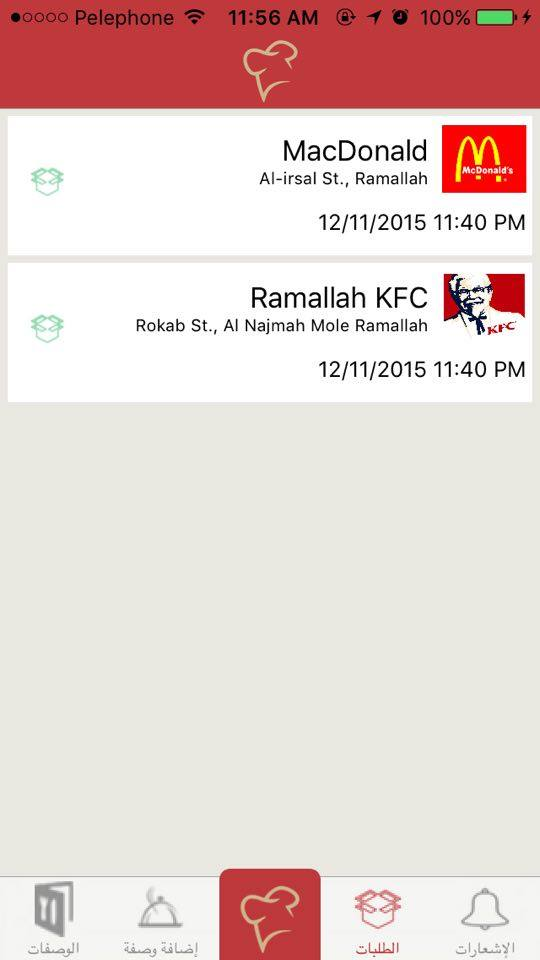 Pelephone 11:56 AM 100%
MacDonald
McDonald's
Al-irsal St., Ramallah
12/11/2015 11:40 PM
Ramallah KFC
KFC
Rokab St., Al Najmah Mole Ramallah
12/11/2015 11:40 PM
الإشعارات
الطلبات
إضافة وصفة
الوصفات